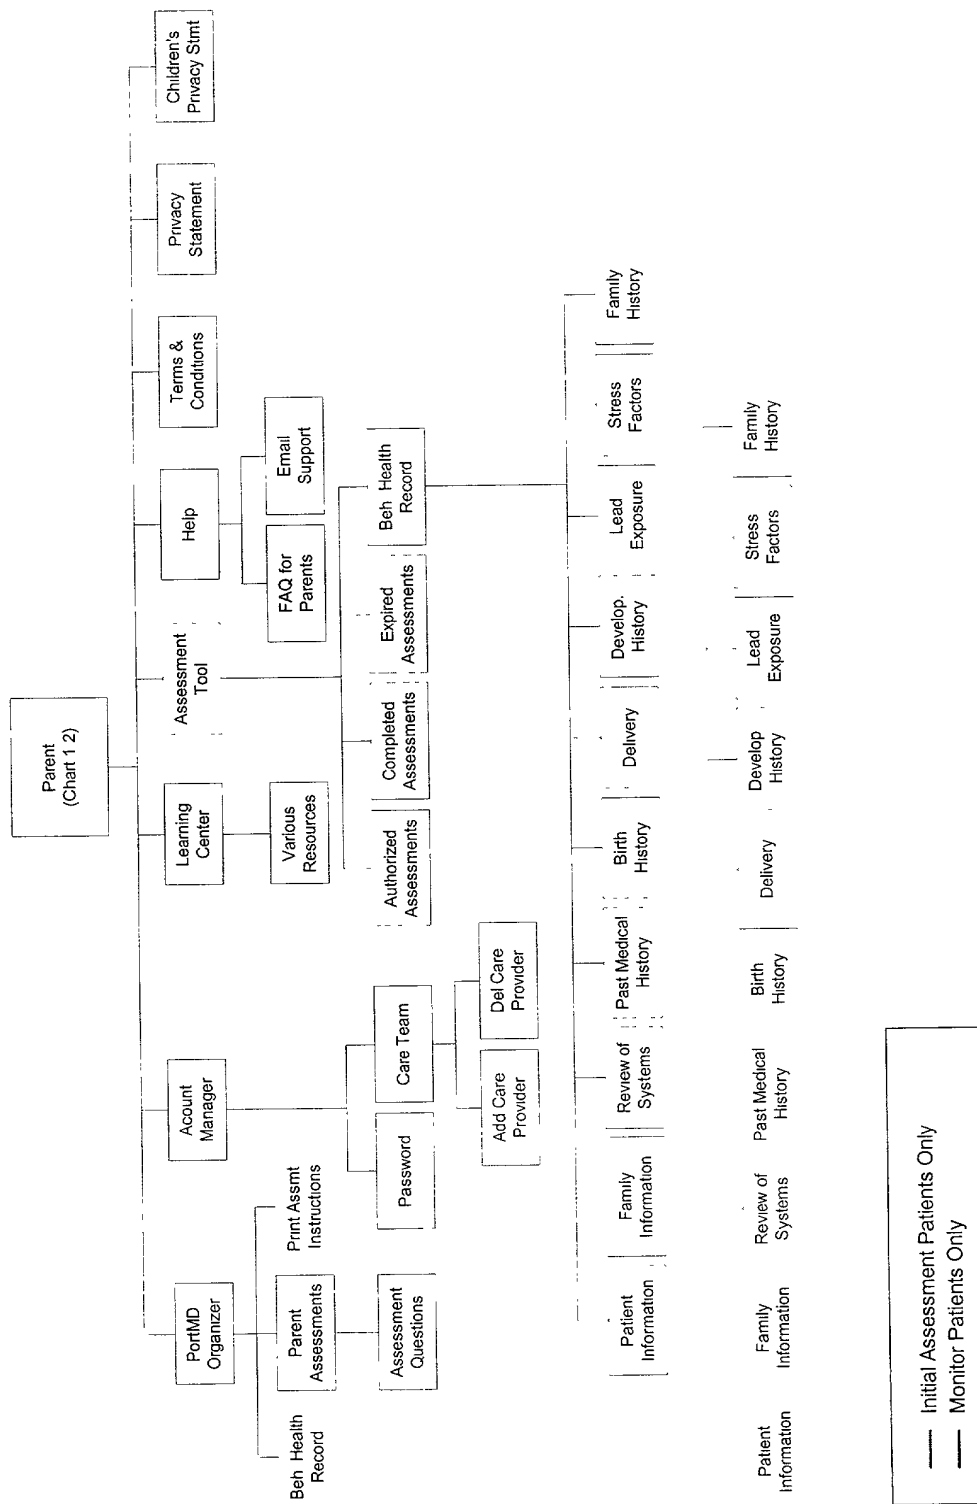 Parent
(Chart 1 2)
PortMD
Organizer
Acount
Manager
Learning
Center
Assessment
Tool
Help
Terms &
Conditions
Privacy
Statement
Children's
Privacy Stmt
Beh Health
Record
Parent
Assessments
Print Assmt
Instructions
Various
Resources
FAQ for
Parents
Email
Support
Assessment
Questions
Password
Care Team
Authorized
Assessments
Completed
Assessments
Expired
Assessments
Beh Health
Record
Add Care
Provider
Del Care
Provider
Patient
Information
Family
Information
Review of
Systems
Past Medical
History
Birth
History
Delivery
Develop.
History
Lead
Exposure
Stress
Factors
Family
History
Patient
Information
Family
Information
Review of
Systems
Past Medical
History
Birth
History
Delivery
Develop
History
Lead
Exposure
Stress
Factors
Family
History
Initial Assessment Patients Only
Monitor Patients Only